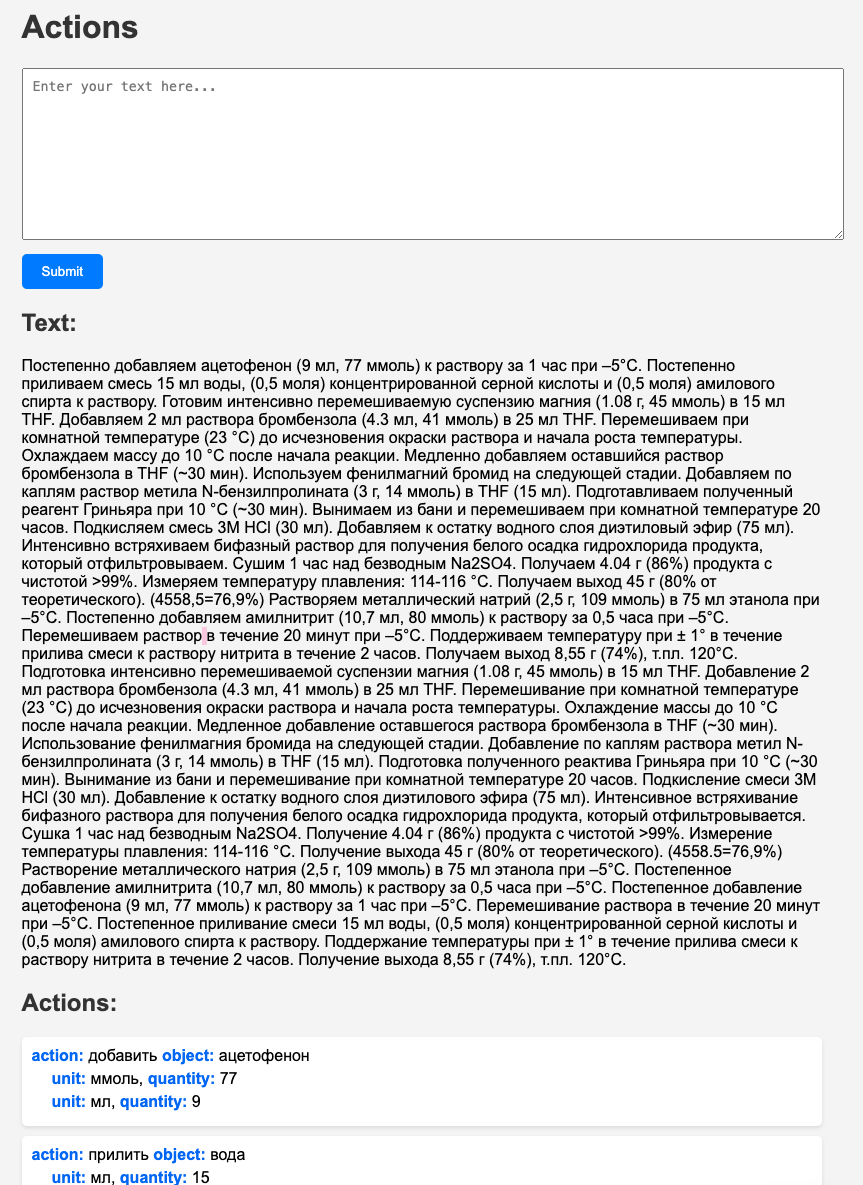 Actions
Enter your text here...
Submit
Text:
Постепенно добавляем ацетофенон (9 мл, 77 ммоль) к раствору за 1 час при –5°С. Постепенно
приливаем смесь 15 мл воды, (0,5 моля) концентрированной серной кислоты и (0,5 моля) амилового
спирта к раствору. Готовим интенсивно перемешиваемую суспензию магния (1.08 г, 45 ммоль) в 15 мл
THF. Добавляем 2 мл раствора бромбензола (4.3 мл, 41 ммоль) в 25 мл THF. Перемешиваем при
комнатной температуре (23 °C) до исчезновения окраски раствора и начала роста температуры.
Охлаждаем массу до 10 °C после начала реакции. Медленно добавляем оставшийся раствор
бромбензола в THF (~30 мин). Используем фенилмагний бромид на следующей стадии. Добавляем по
каплям раствор метила N-бензилпролината (3 г, 14 ммоль) в THF (15 мл). Подготавливаем полученный
реагент Гриньяра при 10 °C (~30 мин). Вынимаем из бани и перемешиваем при комнатной температуре 20
часов. Подкисляем смесь 3М HCl (30 мл). Добавляем к остатку водного слоя диэтиловый эфир (75 мл).
Интенсивно встряхиваем бифазный раствор для получения белого осадка гидрохлорида продукта,
который отфильтровываем. Сушим 1 час над безводным Na2SO4. Получаем 4.04 г (86%) продукта с
чистотой >99%. Измеряем температуру плавления: 114-116 °C. Получаем выход 45 г (80% от
теоретического). (4558,5=76,9%) Растворяем металлический натрий (2,5 г, 109 ммоль) в 75 мл этанола при
–5°С. Постепенно добавляем амилнитрит (10,7 мл, 80 ммоль) к раствору за 0,5 часа при –5°С.
Перемешиваем раствор в течение 20 минут при –5°С. Поддерживаем температуру при ± 1° в течение
прилива смеси к раствору нитрита в течение 2 часов. Получаем выход 8,55 г (74%), т.пл. 120°С.
Подготовка интенсивно перемешиваемой суспензии магния (1.08 г, 45 ммоль) в 15 мл THF. Добавление 2
мл раствора бромбензола (4.3 мл, 41 ммоль) в 25 мл THF. Перемешивание при комнатной температуре
(23 °C) до исчезновения окраски раствора и начала роста температуры. Охлаждение массы до 10 °C
после начала реакции. Медленное добавление оставшегося раствора бромбензола в THF (~30 мин).
Использование фенилмагния бромида на следующей стадии. Добавление по каплям раствора метил N-
бензилпролината (3 г, 14 ммоль) в THF (15 мл). Подготовка полученного реактива Гриньяра при 10 °C (~30
мин). Вынимание из бани и перемешивание при комнатной температуре 20 часов. Подкисление смеси 3М
HCl (30 мл). Добавление к остатку водного слоя диэтилового эфира (75 мл). Интенсивное встряхивание
бифазного раствора для получения белого осадка гидрохлорида продукта, который отфильтровывается.
Сушка 1 час над безводным Na2SO4. Получение 4.04 г (86%) продукта с чистотой >99%. Измерение
температуры плавления: 114-116 °C. Получение выхода 45 г (80% от теоретического). (4558.5=76,9%)
Растворение металлического натрия (2,5 г, 109 ммоль) в 75 мл этанола при –5°С. Постепенное
добавление амилнитрита (10,7 мл, 80 ммоль) к раствору за 0,5 часа при –5°С. Постепенное добавление
ацетофенона (9 мл, 77 ммоль) к раствору за 1 час при –5°С. Перемешивание раствора в течение 20 минут
при –5°С. Постепенное приливание смеси 15 мл воды, (0,5 моля) концентрированной серной кислоты и
(0,5 моля) амилового спирта к раствору. Поддержание температуры при ± 1° в течение прилива смеси к
раствору нитрита в течение 2 часов. Получение выхода 8,55 г (74%), т.пл. 120°С.
Actions:
action: добавить object: ацетофенон
unit: ммоль, quantity: 77
unit: мл, quantity: 9
action: прилить object: вода
unit: мл, quantity: 15